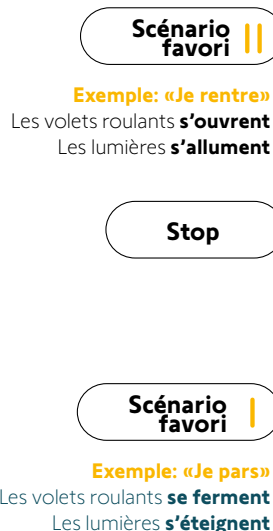 Scénario
favori II
Exemple: «Je rentre»
Les volets roulants s’ouvrent
Les lumières s’allument
Stop
Scénario
favori I
Exemple: «Je pars»
Les volets roulants se ferment
Les lumières s’éteignent